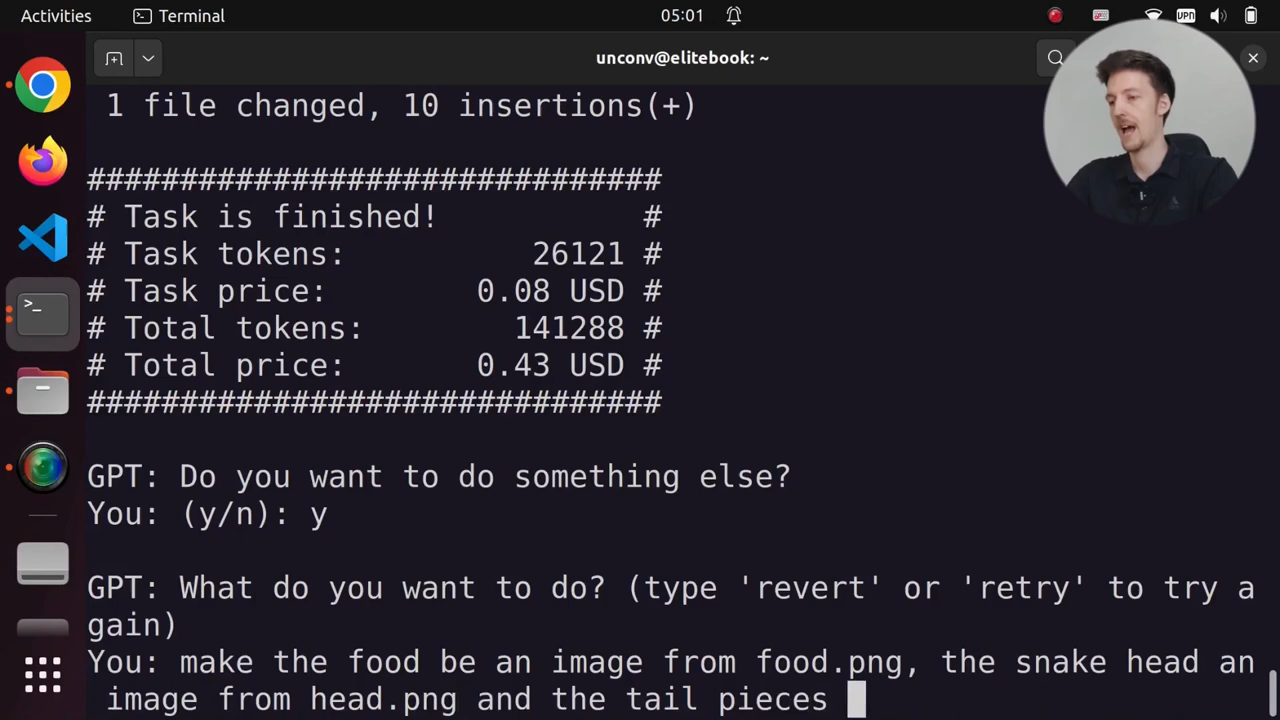 Activities Terminal 05:01 VPN
unconv@elitebook: ~
1 file changed, 10 insertions(+)
###############################
# Task is finished! #
# Task tokens: 26121 #
# Task price: 0.08 USD #
# Total tokens: 141288 #
# Total price: 0.43 USD #
###############################
GPT: Do you want to do something else?
You: (y/n): y
GPT: What do you want to do? (type 'revert' or 'retry' to try a
gain)
You: make the food be an image from food.png, the snake head an
image from head.png and the tail pieces